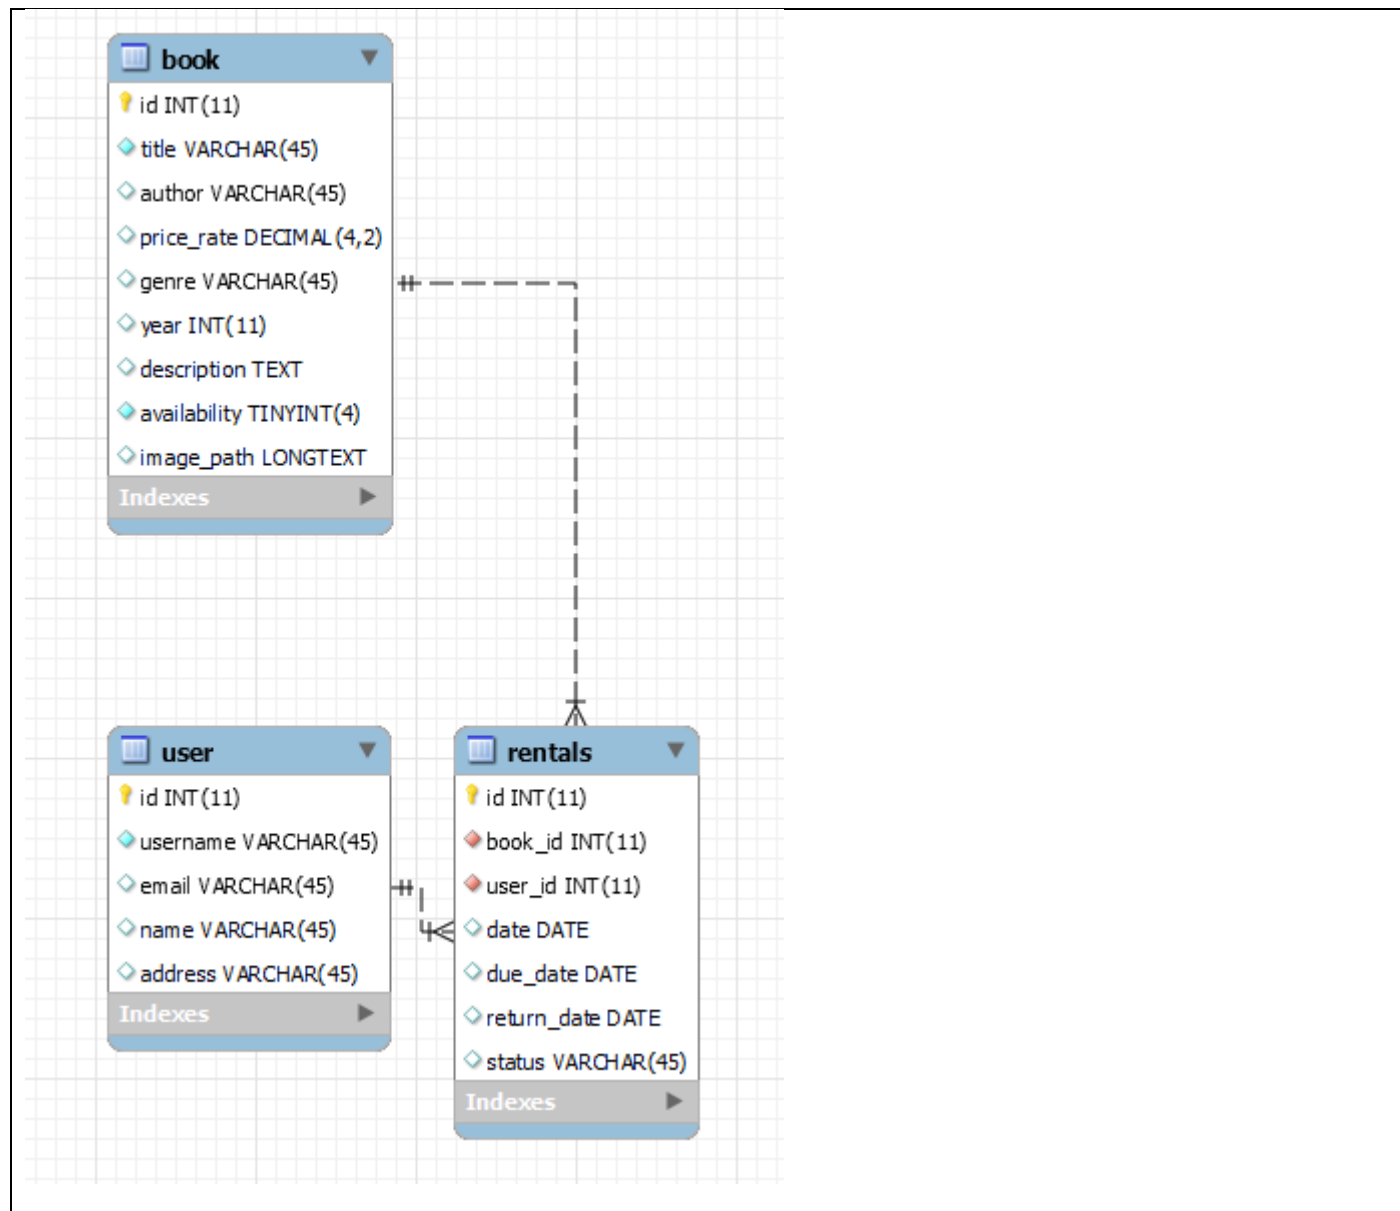 book
id INT(11)
title VARCHAR(45)
author VARCHAR(45)
price_rate DECIMAL(4,2)
genre VARCHAR(45)
year INT(11)
description TEXT
availability TINYINT(4)
image_path LONGTEXT
Indexes
user
id INT(11)
username VARCHAR(45)
email VARCHAR(45)
name VARCHAR(45)
address VARCHAR(45)
Indexes
rentals
id INT(11)
book_id INT(11)
user_id INT(11)
date DATE
due_date DATE
return_date DATE
status VARCHAR(45)
Indexes